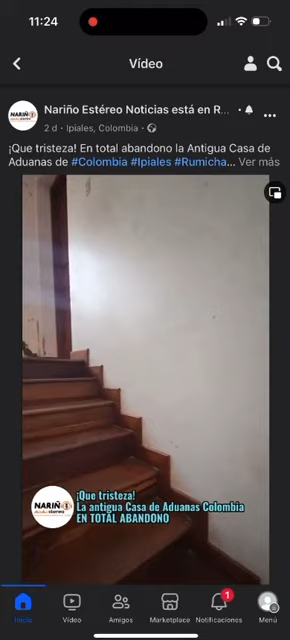 11:24
Vídeo
NARIÑO
Nariño Estéreo Noticias está en R... ·
2 d · Ipiales, Colombia ·
¡Que tristeza! En total abandono la Antigua Casa de
Aduanas de #Colombia #Ipiales #Rumicha... Ver más
¡Que tristeza!
NARIÑO
stereo
La antigua Casa de Aduanas Colombia
EN TOTAL ABANDONO
1
Inicio
Vídeo
Amigos
Marketplace
Notificaciones
Menú